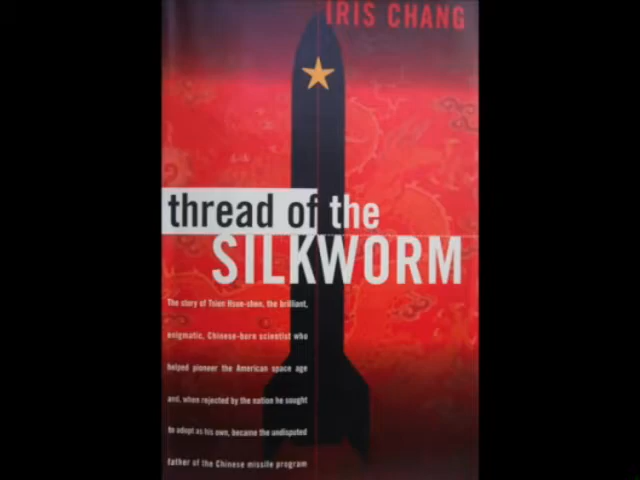 IRIS CHANG
thread of the
SILKWORM
The story of Tsien Hsue-shen, the brilliant,
enigmatic, Chinese-born scientist who
helped pioneer the American space age
and, when rejected by the nation he sought
to adopt as his own, became the undisputed
father of the Chinese missile program